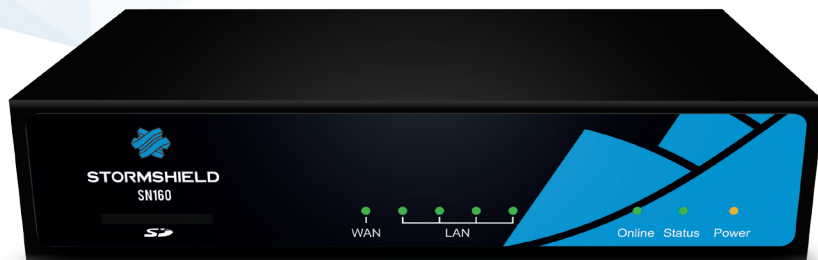 STORMSHIELD
SN160
SD
WAN
LAN
Online Status Power